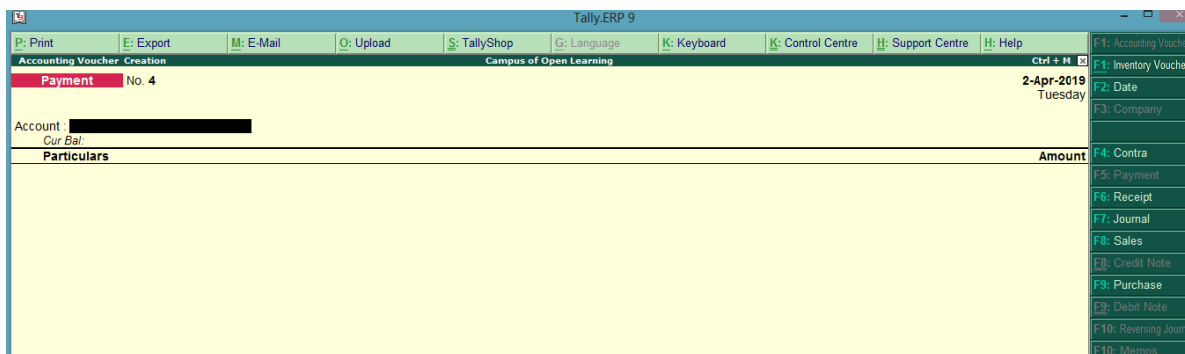 Tally.ERP 9
P: Print E: Export M: E-Mail O: Upload S: TallyShop G: Language K: Keyboard K: Control Centre H: Support Centre H: Help
Accounting Voucher Creation Campus of Open Learning Ctrl + M
Payment No. 4 2-Apr-2019
Tuesday
Account :
Cur Bal:
Particulars Amount
F1: Accounting Vouche
F1: Inventory Vouche
F2: Date
F3: Company
F4: Contra
F5: Payment
F6: Receipt
F7: Journal
F8: Sales
F8: Credit Note
F9: Purchase
F9: Debit Note
F10: Reversing Journ
F10: Memos